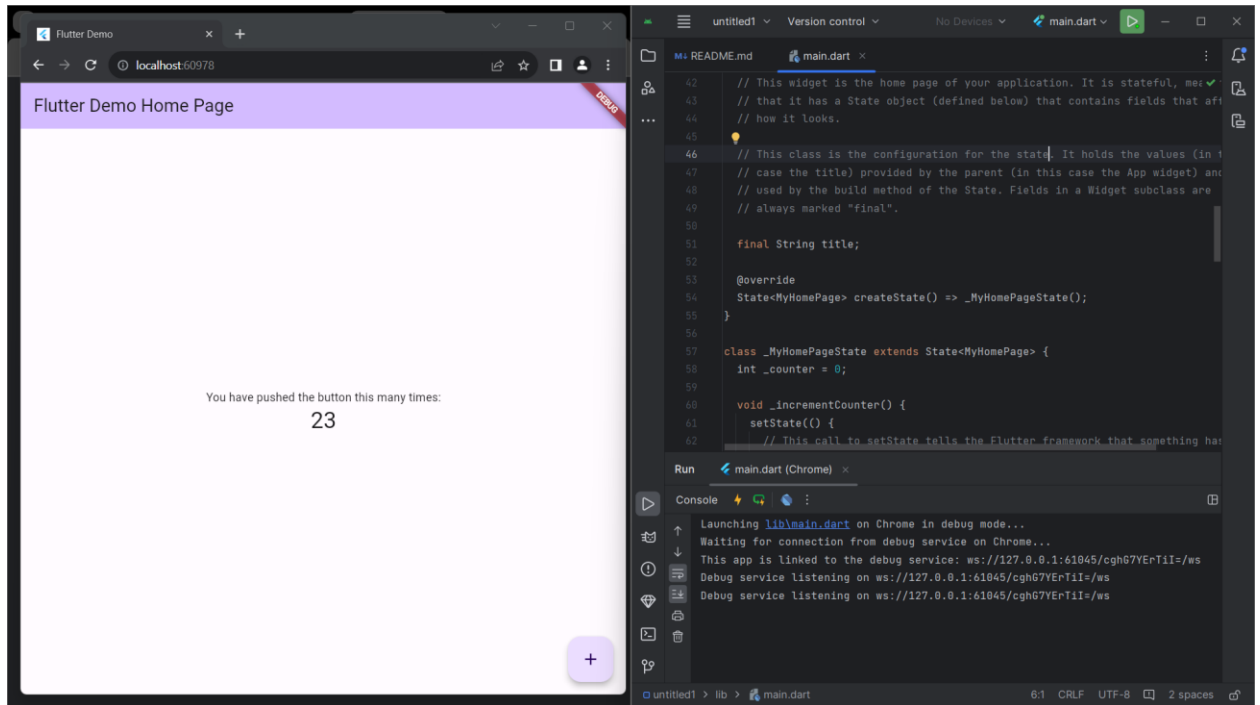 Flutter Demo
localhost:60978
Flutter Demo Home Page
DEBUG
You have pushed the button this many times:
23
+
untitled1
Version control
No Devices
main.dart
M↓ README.md
main.dart
42 // This widget is the home page of your application. It is stateful, mea
43 // that it has a State object (defined below) that contains fields that aff
44 // how it looks.
45
46 // This class is the configuration for the state. It holds the values (in t
47 // case the title) provided by the parent (in this case the App widget) and
48 // used by the build method of the State. Fields in a Widget subclass are
49 // always marked "final".
50
51 final String title;
52
53 @override
54 State<MyHomePage> createState() => _MyHomePageState();
55 }
56
57 class _MyHomePageState extends State<MyHomePage> {
58 int _counter = 0;
59
60 void _incrementCounter() {
61 setState(() {
62 // This call to setState tells the Flutter framework that something has
Run
main.dart (Chrome)
Console
Launching lib\main.dart on Chrome in debug mode...
Waiting for connection from debug service on Chrome...
This app is linked to the debug service: ws://127.0.0.1:61045/cghG7YErTiI=/ws
Debug service listening on ws://127.0.0.1:61045/cghG7YErTiI=/ws
Debug service listening on ws://127.0.0.1:61045/cghG7YErTiI=/ws
untitled1 > lib > main.dart
6:1 CRLF UTF-8 2 spaces